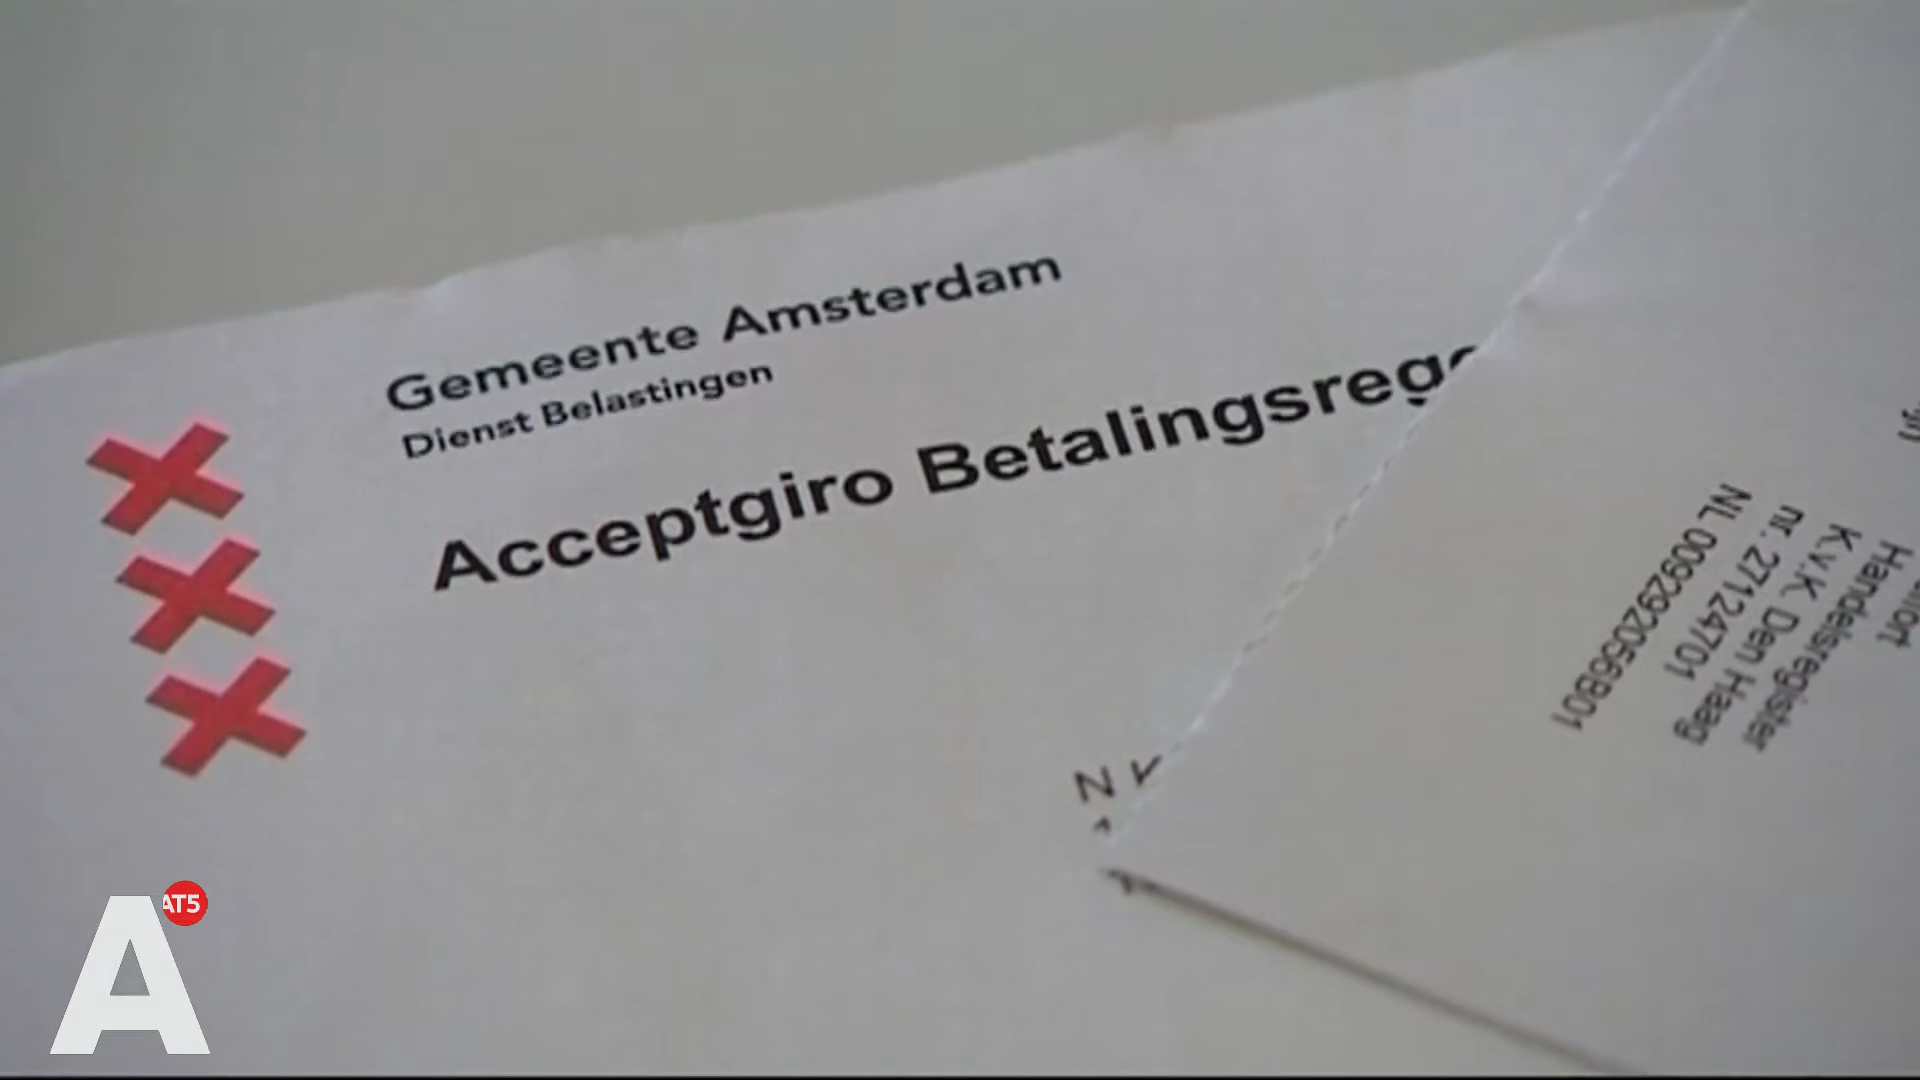 Gemeente Amsterdam
Dienst Belastingen
Acceptgiro Betalingsreg
Handelsregister
K.v.K. Den Haag
nr. 27124701
NL 009292056B01
N V
A
AT5